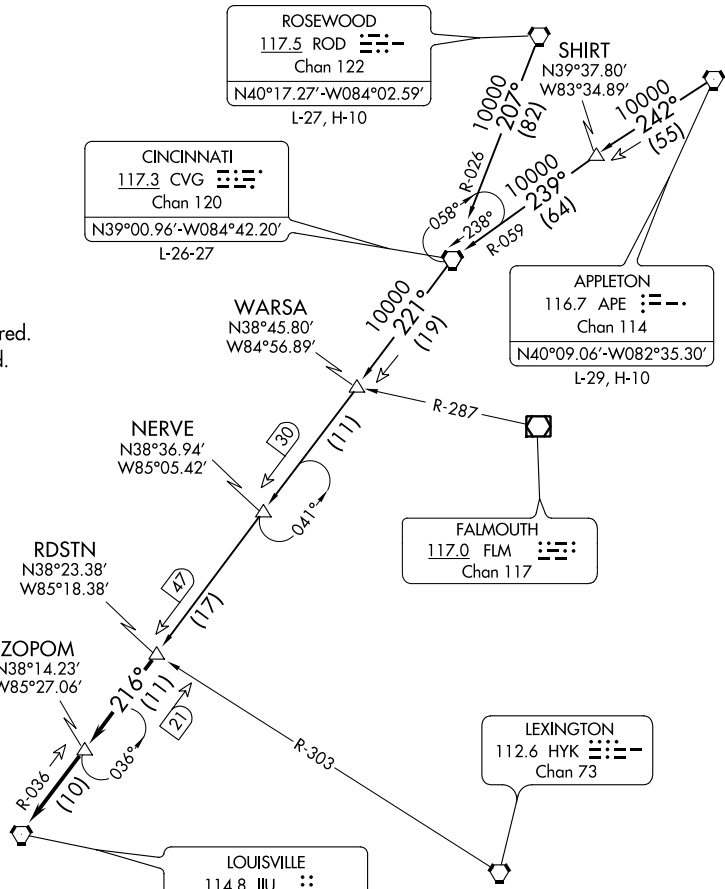 ROSEWOOD
117.5 ROD
Chan 122
N40°17.27′-W084°02.59′
L-27, H-10
SHIRT
N39°37.80′
W83°34.89′
10000
207°
(82)
R-026
10000
242°
(55)
10000
239°
(64)
R-059
058°
238°
CINCINNATI
117.3 CVG
Chan 120
N39°00.96′-W084°42.20′
L-26-27
APPLETON
116.7 APE
Chan 114
N40°09.06′-W082°35.30′
L-29, H-10
red.
d.
WARSA
N38°45.80′
W84°56.89′
10000
221°
(19)
R-287
NERVE
N38°36.94′
W85°05.42′
30
(11)
041°
FALMOUTH
117.0 FLM
Chan 117
RDSTN
N38°23.38′
W85°18.38′
47
(17)
ZOPOM
N38°14.23′
W85°27.06′
216°
(11)
21
036°
R-036
(10)
R-303
LEXINGTON
112.6 HYK
Chan 73
LOUISVILLE
114.8 IIU